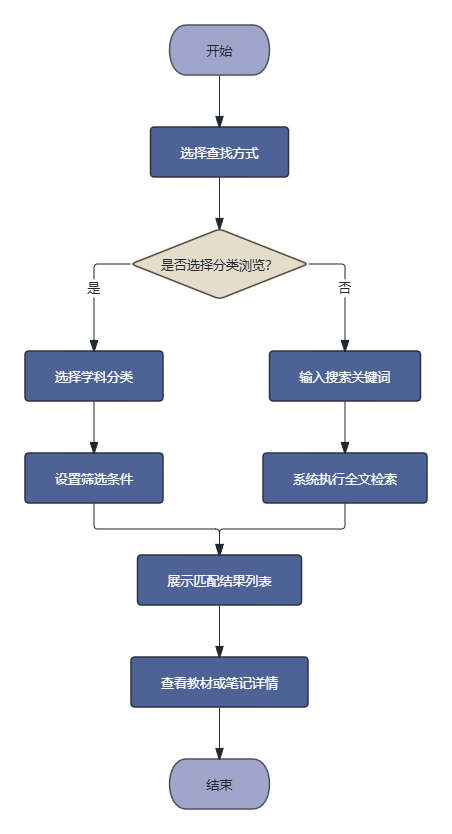 开始
选择查找方式
是否选择分类浏览？
是
否
选择学科分类
输入搜索关键词
设置筛选条件
系统执行全文检索
展示匹配结果列表
查看教材或笔记详情
结束